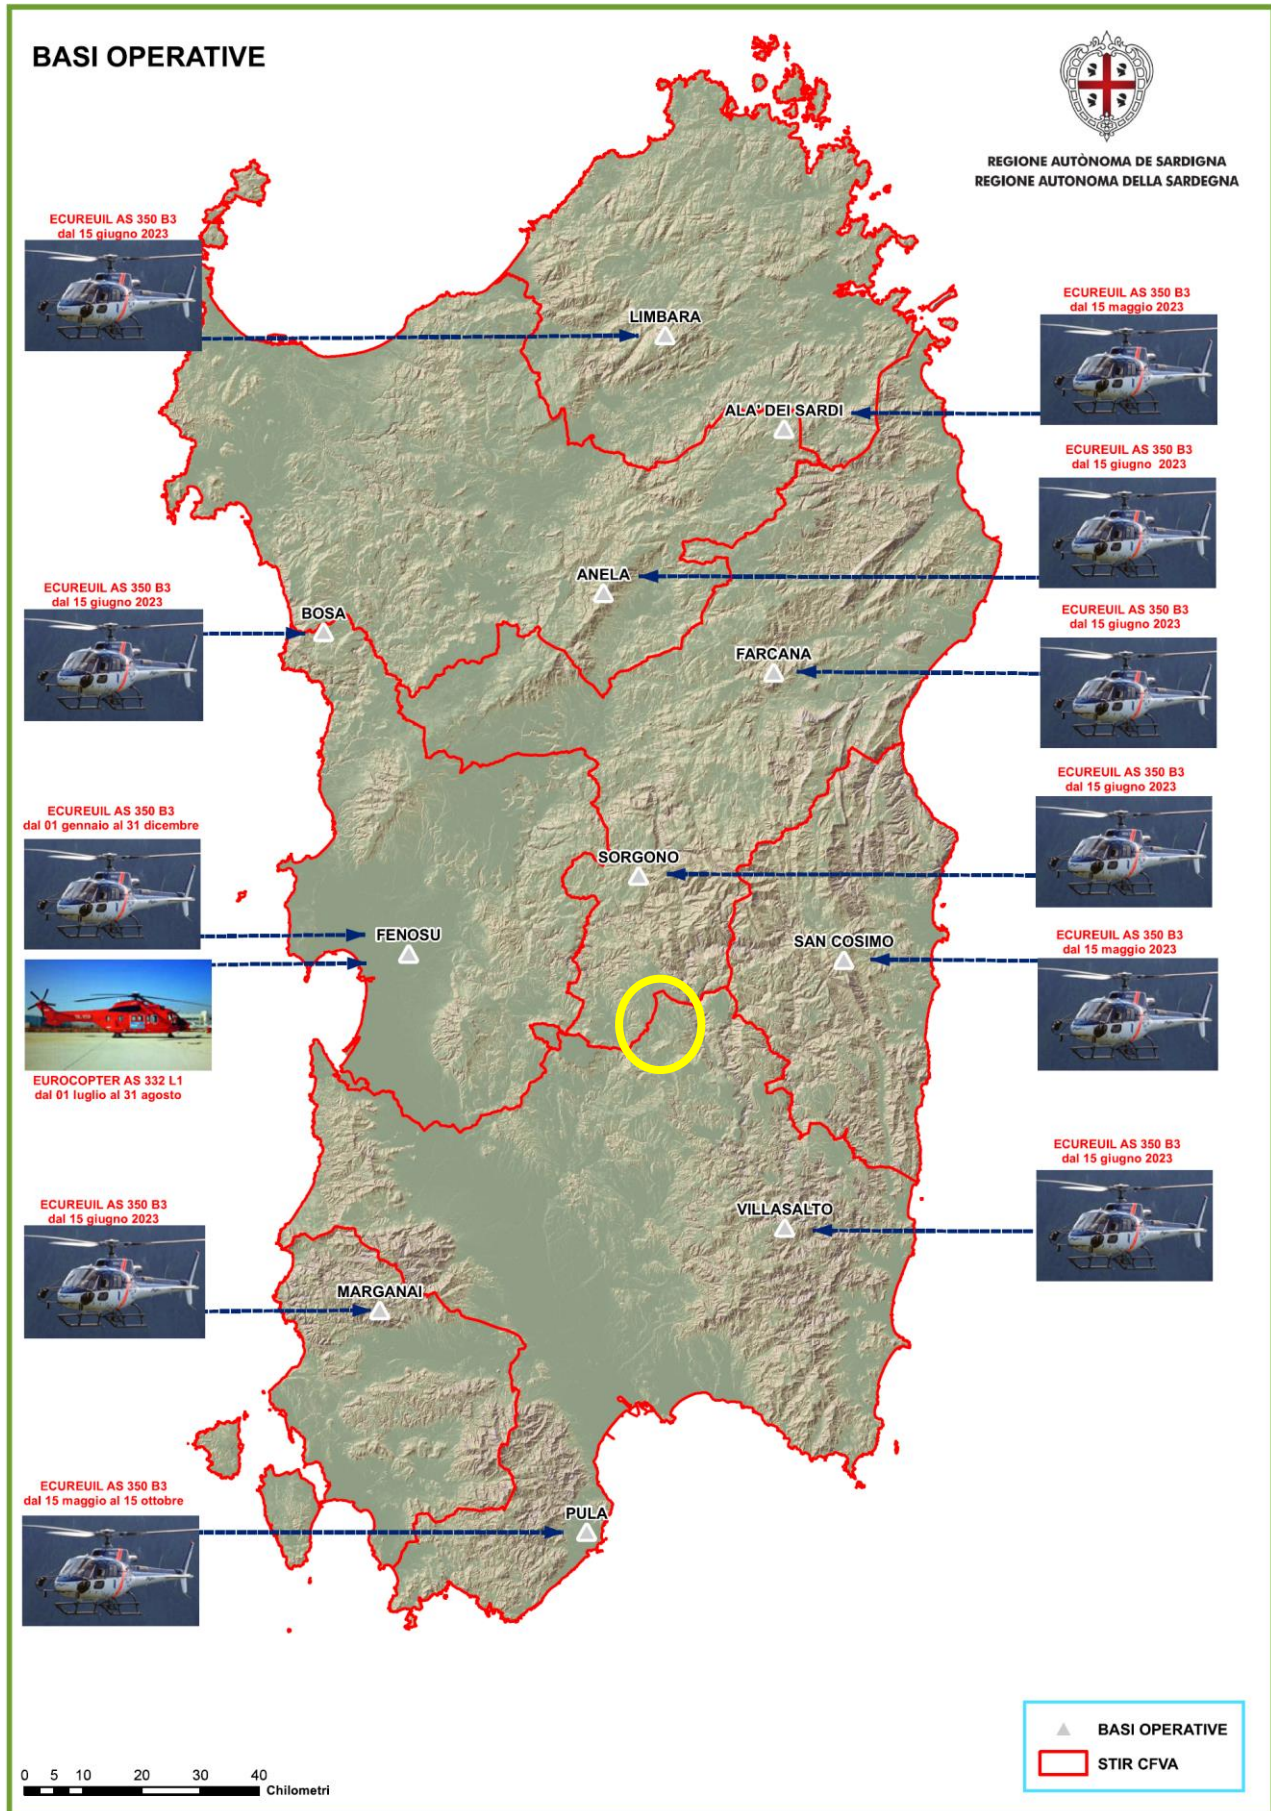 BASI OPERATIVE
REGIONE AUTÒNOMA DE SARDIGNA
REGIONE AUTONOMA DELLA SARDEGNA
ECUREUIL AS 350 B3
dal 15 giugno 2023
LIMBARA
ECUREUIL AS 350 B3
dal 15 maggio 2023
ALA' DEI SARDI
ECUREUIL AS 350 B3
dal 15 giugno 2023
ANELA
ECUREUIL AS 350 B3
dal 15 giugno 2023
BOSA
ECUREUIL AS 350 B3
dal 15 giugno 2023
FARCANA
ECUREUIL AS 350 B3
dal 15 giugno 2023
SORGONO
ECUREUIL AS 350 B3
dal 01 gennaio al 31 dicembre
FENOSU
EUROCOPTER AS 332 L1
dal 01 luglio al 31 agosto
ECUREUIL AS 350 B3
dal 15 maggio 2023
SAN COSIMO
ECUREUIL AS 350 B3
dal 15 giugno 2023
VILLASALTO
ECUREUIL AS 350 B3
dal 15 giugno 2023
MARGANAI
ECUREUIL AS 350 B3
dal 15 maggio al 15 ottobre
PULA
BASI OPERATIVE
STIR CFVA
0 5 10 20 30 40
Chilometri